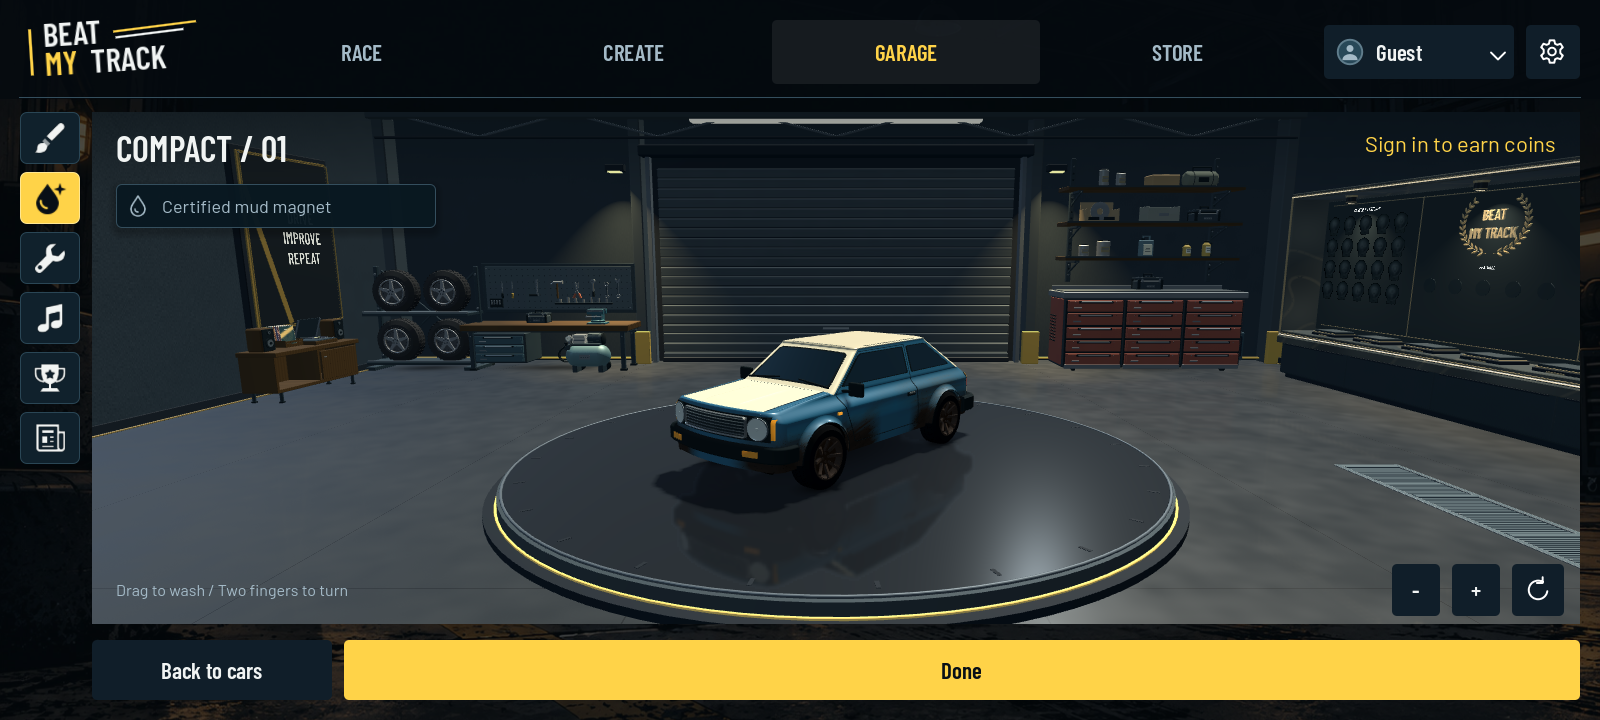 BEAT
MY TRACK
RACE
CREATE
GARAGE
STORE
Guest
COMPACT / 01
Sign in to earn coins
Certified mud magnet
IMPROVE
REPEAT
BEAT
MY TRACK
Drag to wash / Two fingers to turn
-
+
Back to cars
Done